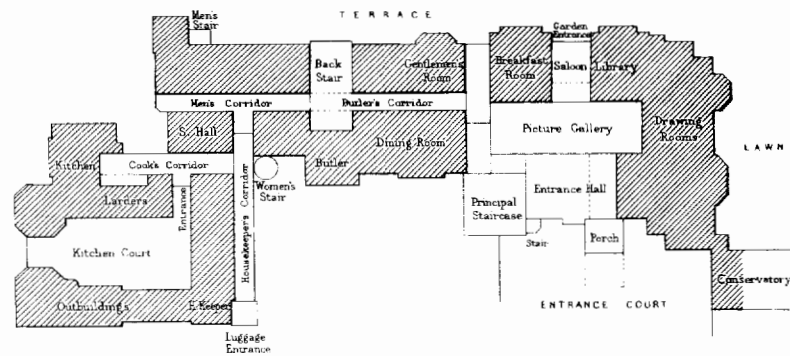 TERRACE
Men's
Stair
Garden
Entrance
Back
Stair
Gentlemen's
Room
Breakfast
Room
Saloon
Library
Men's Corridor
Butler's Corridor
S. Hall
Dining Room
Picture Gallery
Drawing
Rooms
LAWN
Kitchen
Cook's Corridor
Butler
Women's
Stair
Entrance Hall
Larders
Entrance
Housekeeper's Corridor
Principal
Staircase
Stair
Porch
Kitchen Court
Conservatory
Outbuildings
H. Keeper
ENTRANCE COURT
Luggage
Entrance